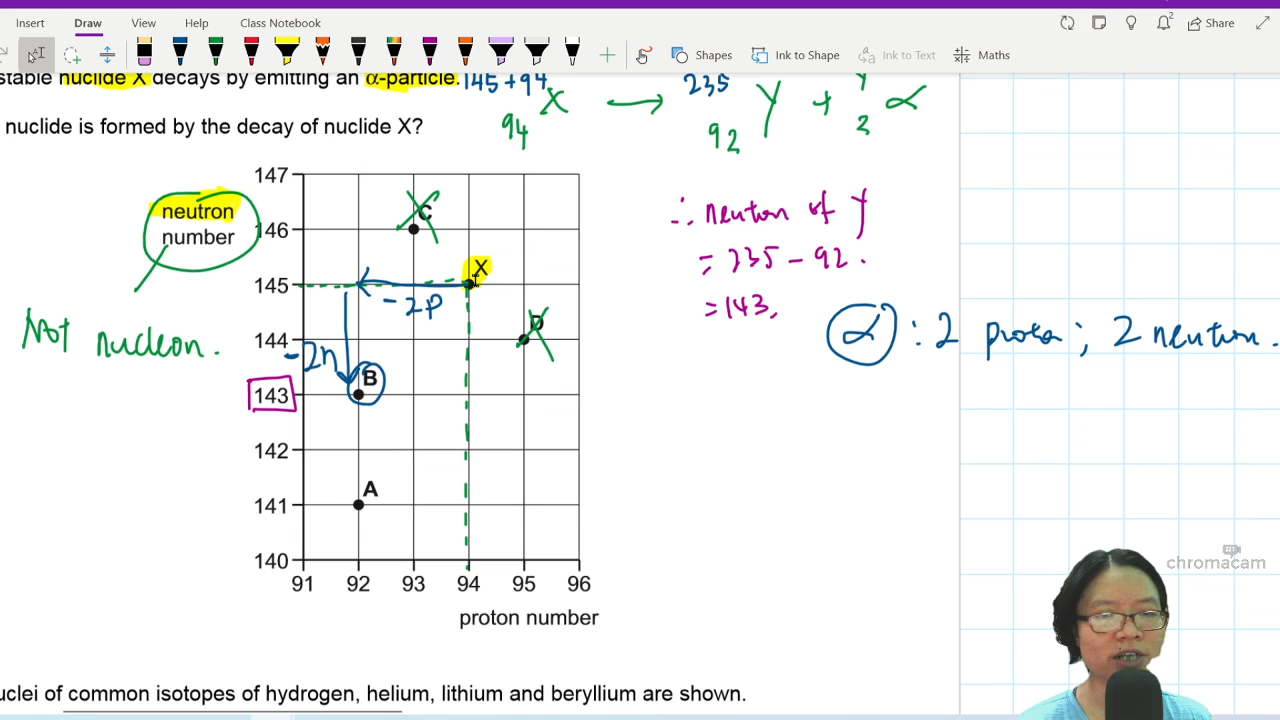 Insert Draw View Help Class Notebook
Share
Shapes Ink to Shape Ink to Text Maths
stable nuclide X decays by emitting an α-particle.
145+94
94 X → 235 92 Y + 4 2 α
nuclide is formed by the decay of nuclide X?
147
neutron
number
146
C
145
X
-2P
144
D
-2n
143
B
142
141
A
140
91 92 93 94 95 96
proton number
Not nucleon.
∴ neutron of Y
= 235 - 92.
= 143.
α : 2 proton; 2 neutron.
chromacam
uclei of common isotopes of hydrogen, helium, lithium and beryllium are shown.